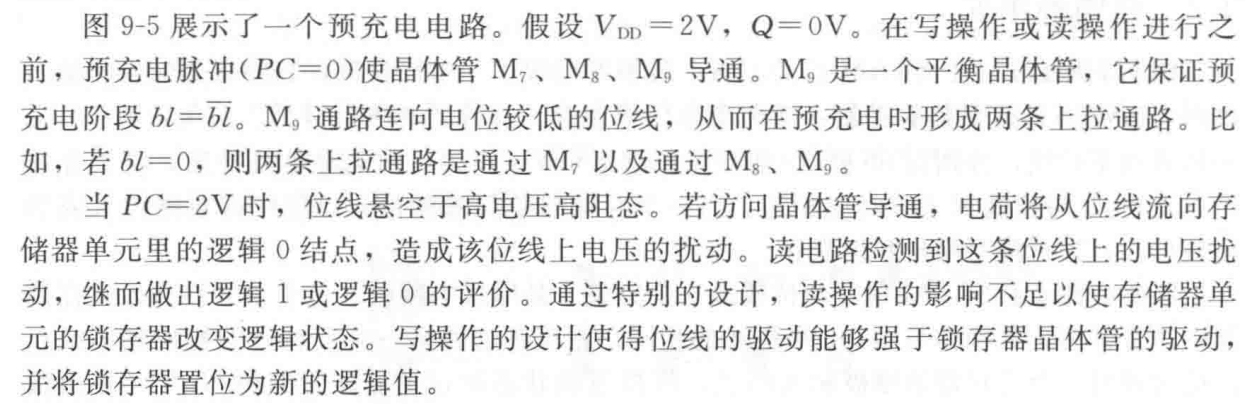 图 9-5 展示了一个预充电电路。假设 VDD=2V，Q=0V。在写操作或读操作进行之
前，预充电脉冲(PC=0)使晶体管 M7、M8、M9 导通。M9 是一个平衡晶体管，它保证预
充电阶段 bl=b̅l̅。M9 通路连向电位较低的位线，从而在预充电时形成两条上拉通路。比
如，若 bl=0，则两条上拉通路是通过 M7 以及通过 M8、M9。
当 PC=2V 时，位线悬空于高电压高阻态。若访问晶体管导通，电荷将从位线流向存
储器单元里的逻辑 0 结点，造成该位线上电压的扰动。读电路检测到这条位线上的电压扰
动，继而做出逻辑 1 或逻辑 0 的评价。通过特别的设计，读操作的影响不足以使存储器单
元的锁存器改变逻辑状态。写操作的设计使得位线的驱动能够强于锁存器晶体管的驱动，
并将锁存器置位为新的逻辑值。